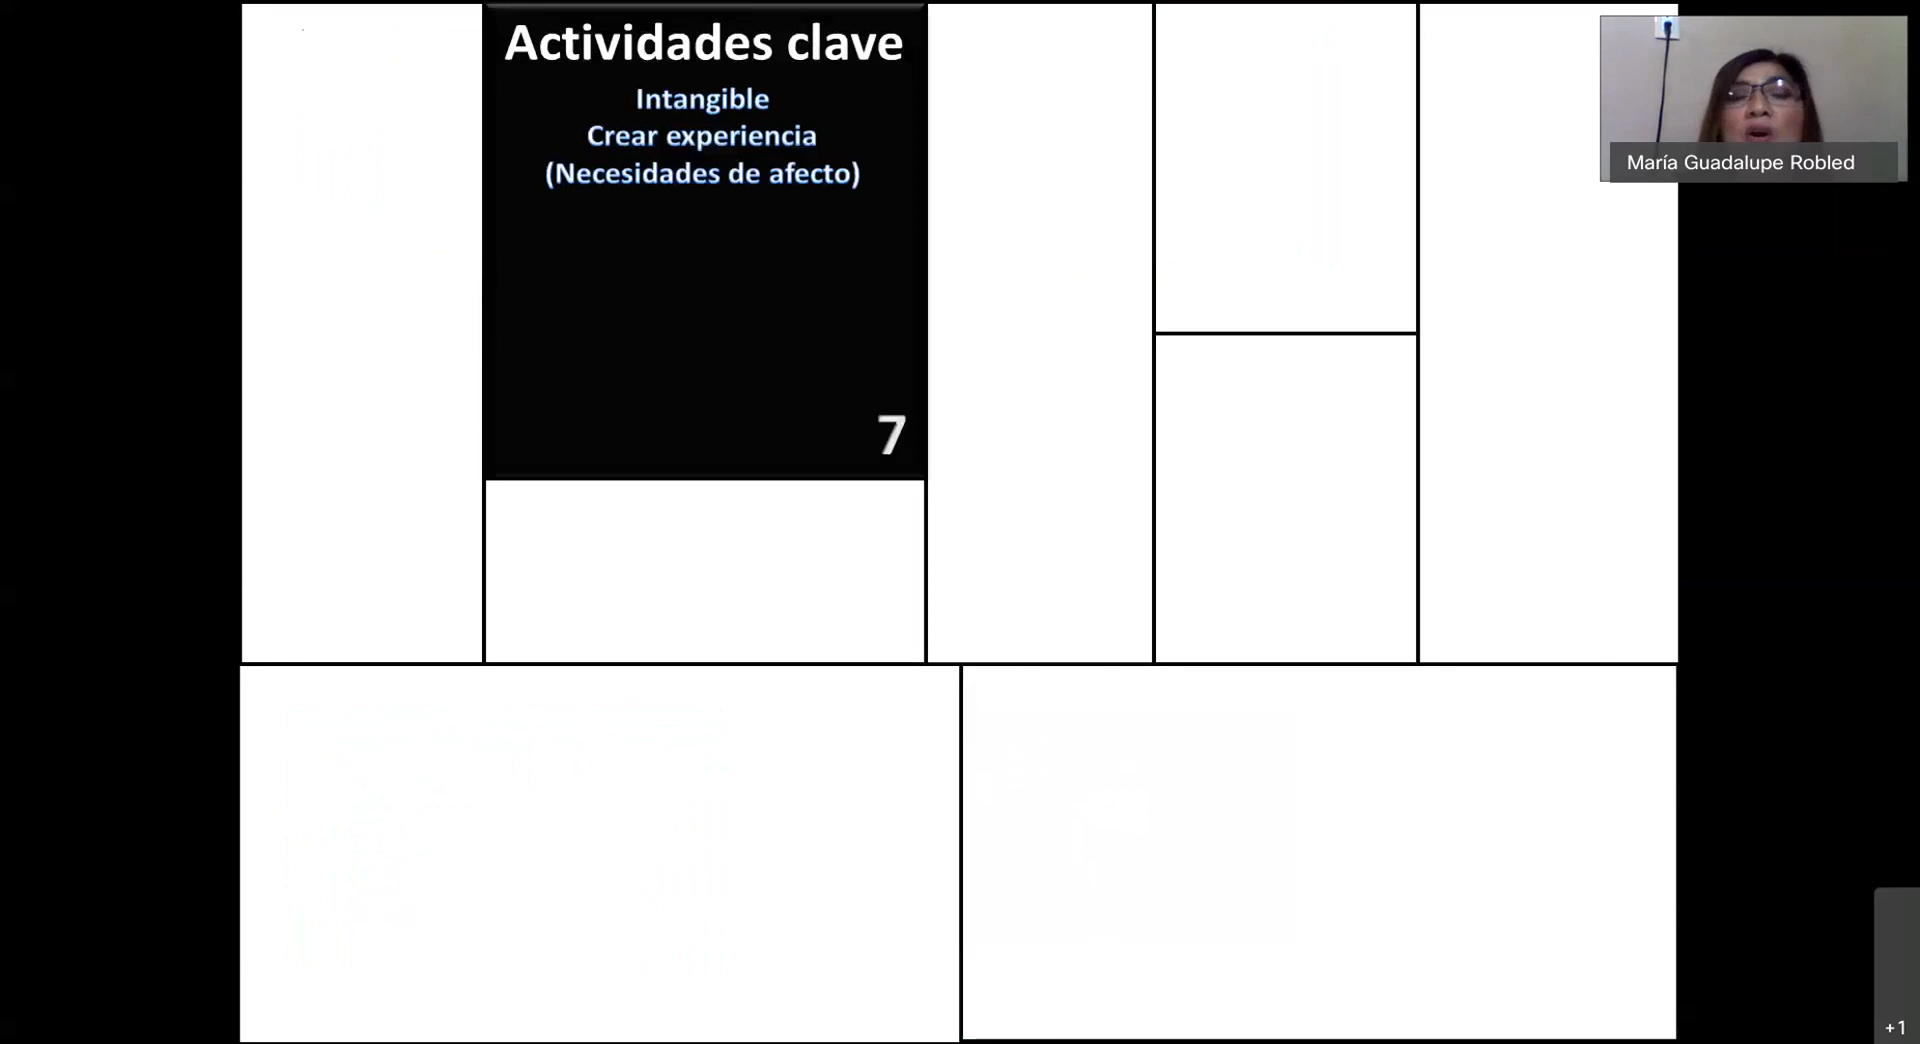 Actividades clave
Intangible
Crear experiencia
(Necesidades de afecto)
7
María Guadalupe Robled
+1